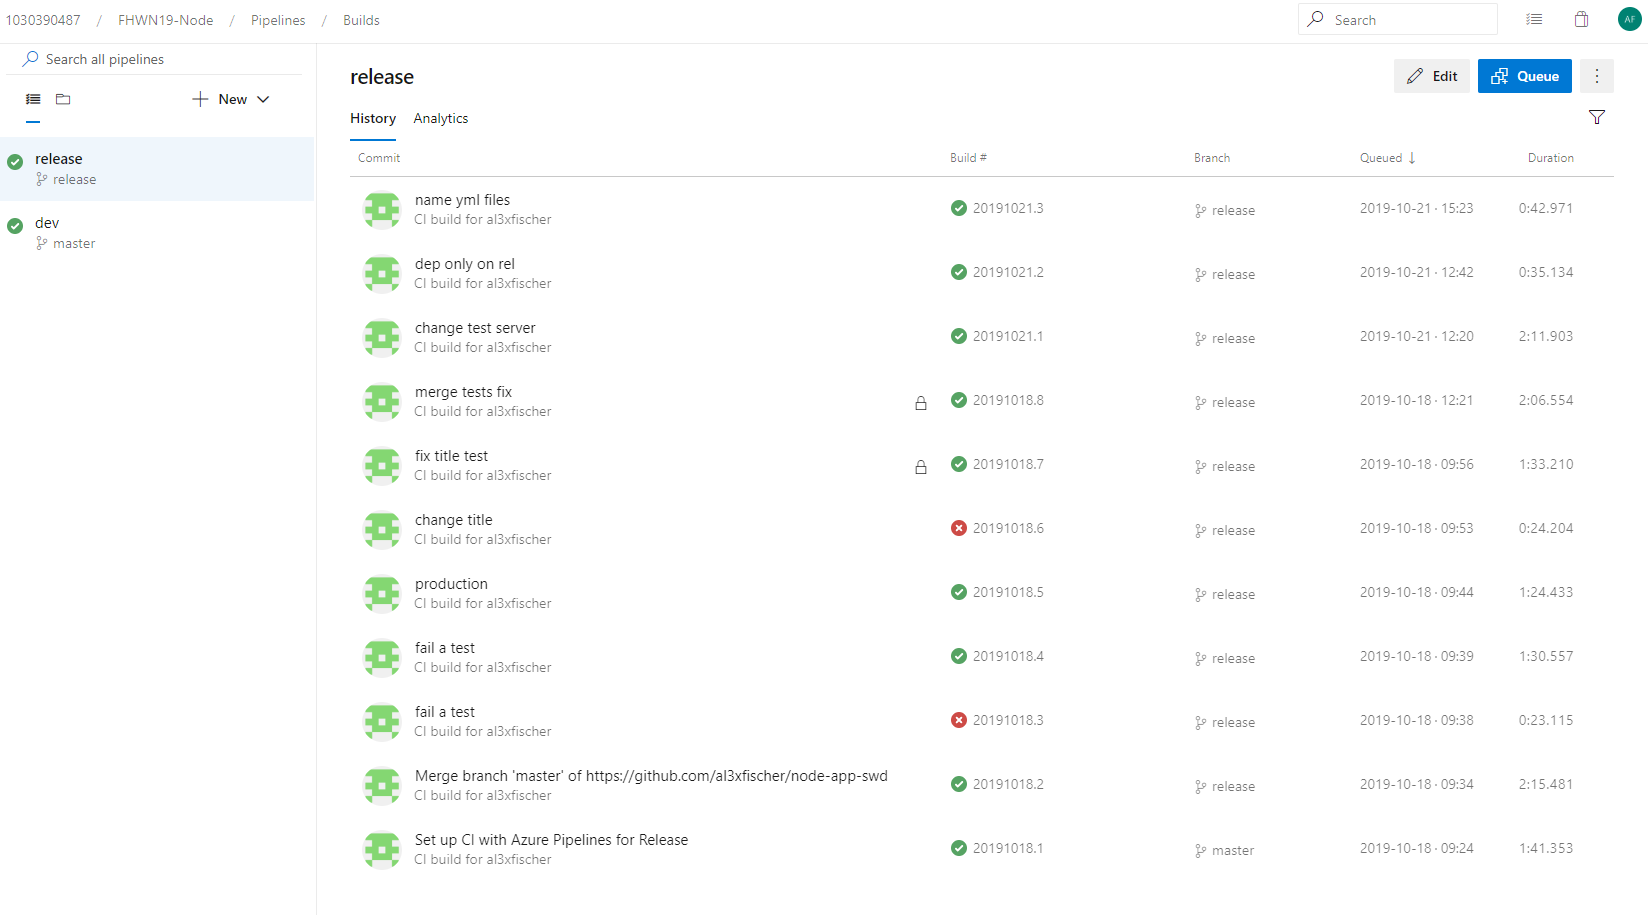 1030390487 / FHWN19-Node / Pipelines / Builds
Search
AF
Search all pipelines
New
release
release
dev
master
release
Edit
Queue
History Analytics
Commit Build # Branch Queued Duration
name yml files
CI build for al3xfischer
20191021.3 release 2019-10-21 · 15:23 0:42.971
dep only on rel
CI build for al3xfischer
20191021.2 release 2019-10-21 · 12:42 0:35.134
change test server
CI build for al3xfischer
20191021.1 release 2019-10-21 · 12:20 2:11.903
merge tests fix
CI build for al3xfischer
20191018.8 release 2019-10-18 · 12:21 2:06.554
fix title test
CI build for al3xfischer
20191018.7 release 2019-10-18 · 09:56 1:33.210
change title
CI build for al3xfischer
20191018.6 release 2019-10-18 · 09:53 0:24.204
production
CI build for al3xfischer
20191018.5 release 2019-10-18 · 09:44 1:24.433
fail a test
CI build for al3xfischer
20191018.4 release 2019-10-18 · 09:39 1:30.557
fail a test
CI build for al3xfischer
20191018.3 release 2019-10-18 · 09:38 0:23.115
Merge branch 'master' of https://github.com/al3xfischer/node-app-swd
CI build for al3xfischer
20191018.2 release 2019-10-18 · 09:34 2:15.481
Set up CI with Azure Pipelines for Release
CI build for al3xfischer
20191018.1 master 2019-10-18 · 09:24 1:41.353